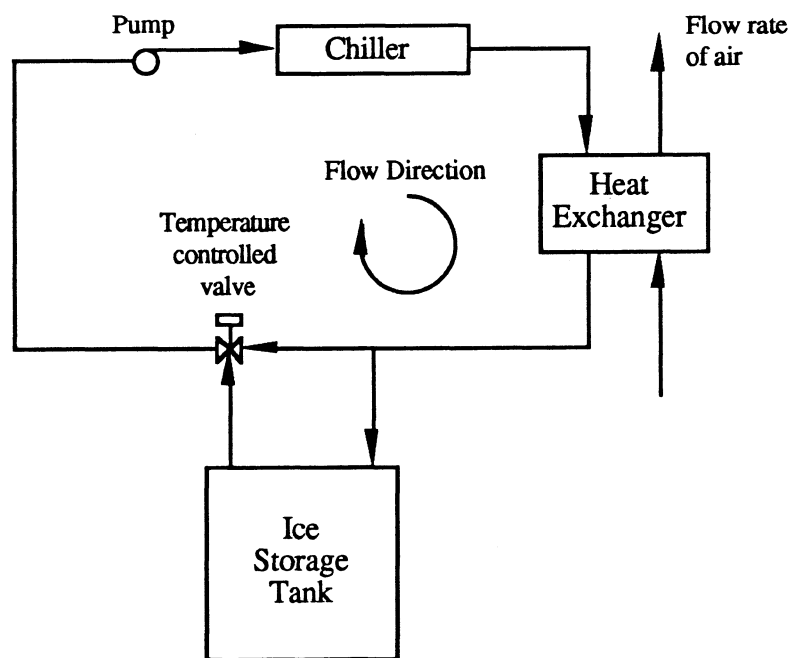 Pump
Chiller
Flow rate
of air
Flow Direction
Heat
Exchanger
Temperature
controlled
valve
Ice
Storage
Tank